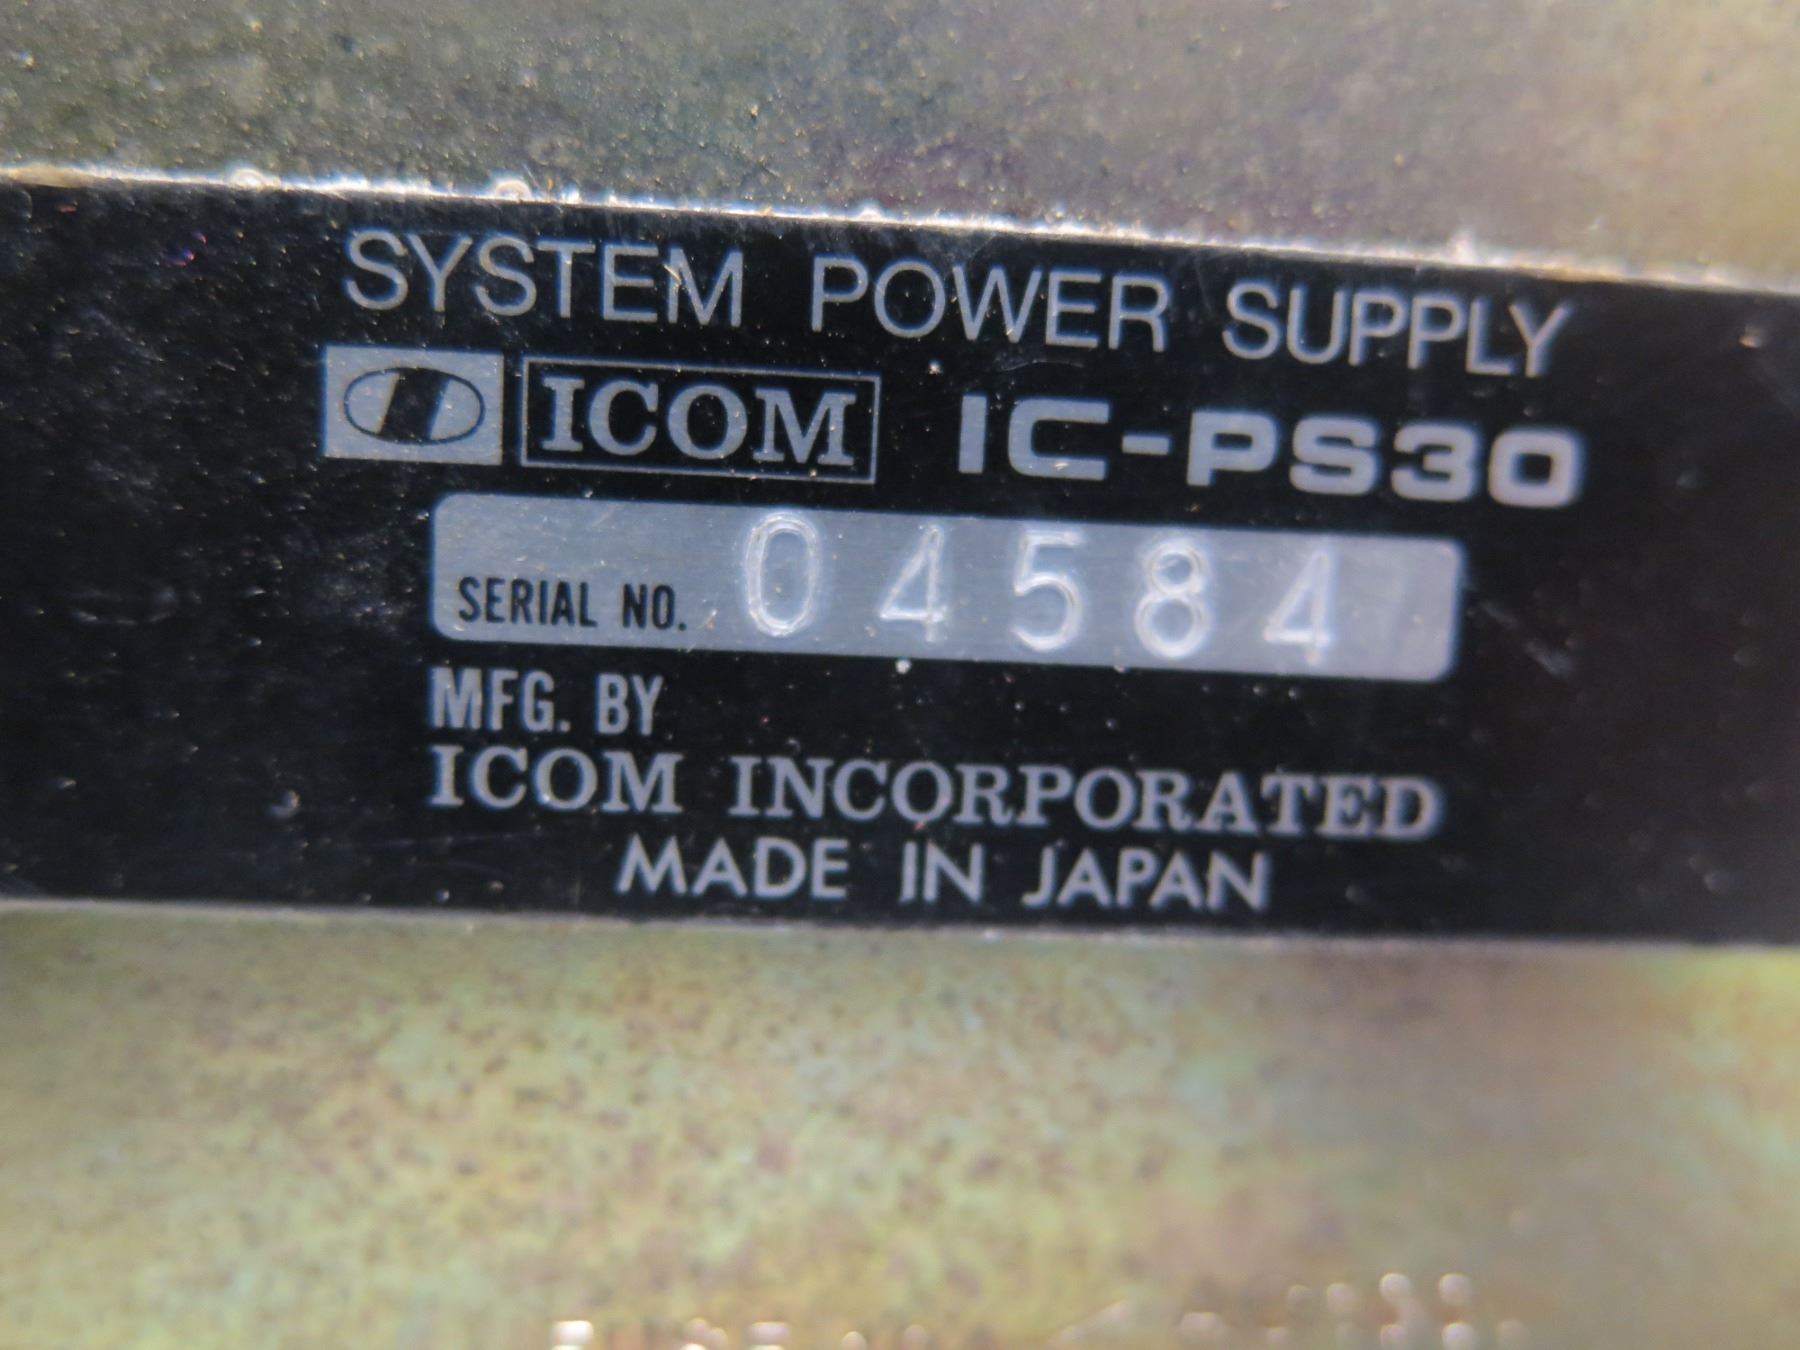 SYSTEM POWER SUPPLY
ICOM IC-PS30
SERIAL NO. 04584
MFG. BY
ICOM INCORPORATED
MADE IN JAPAN